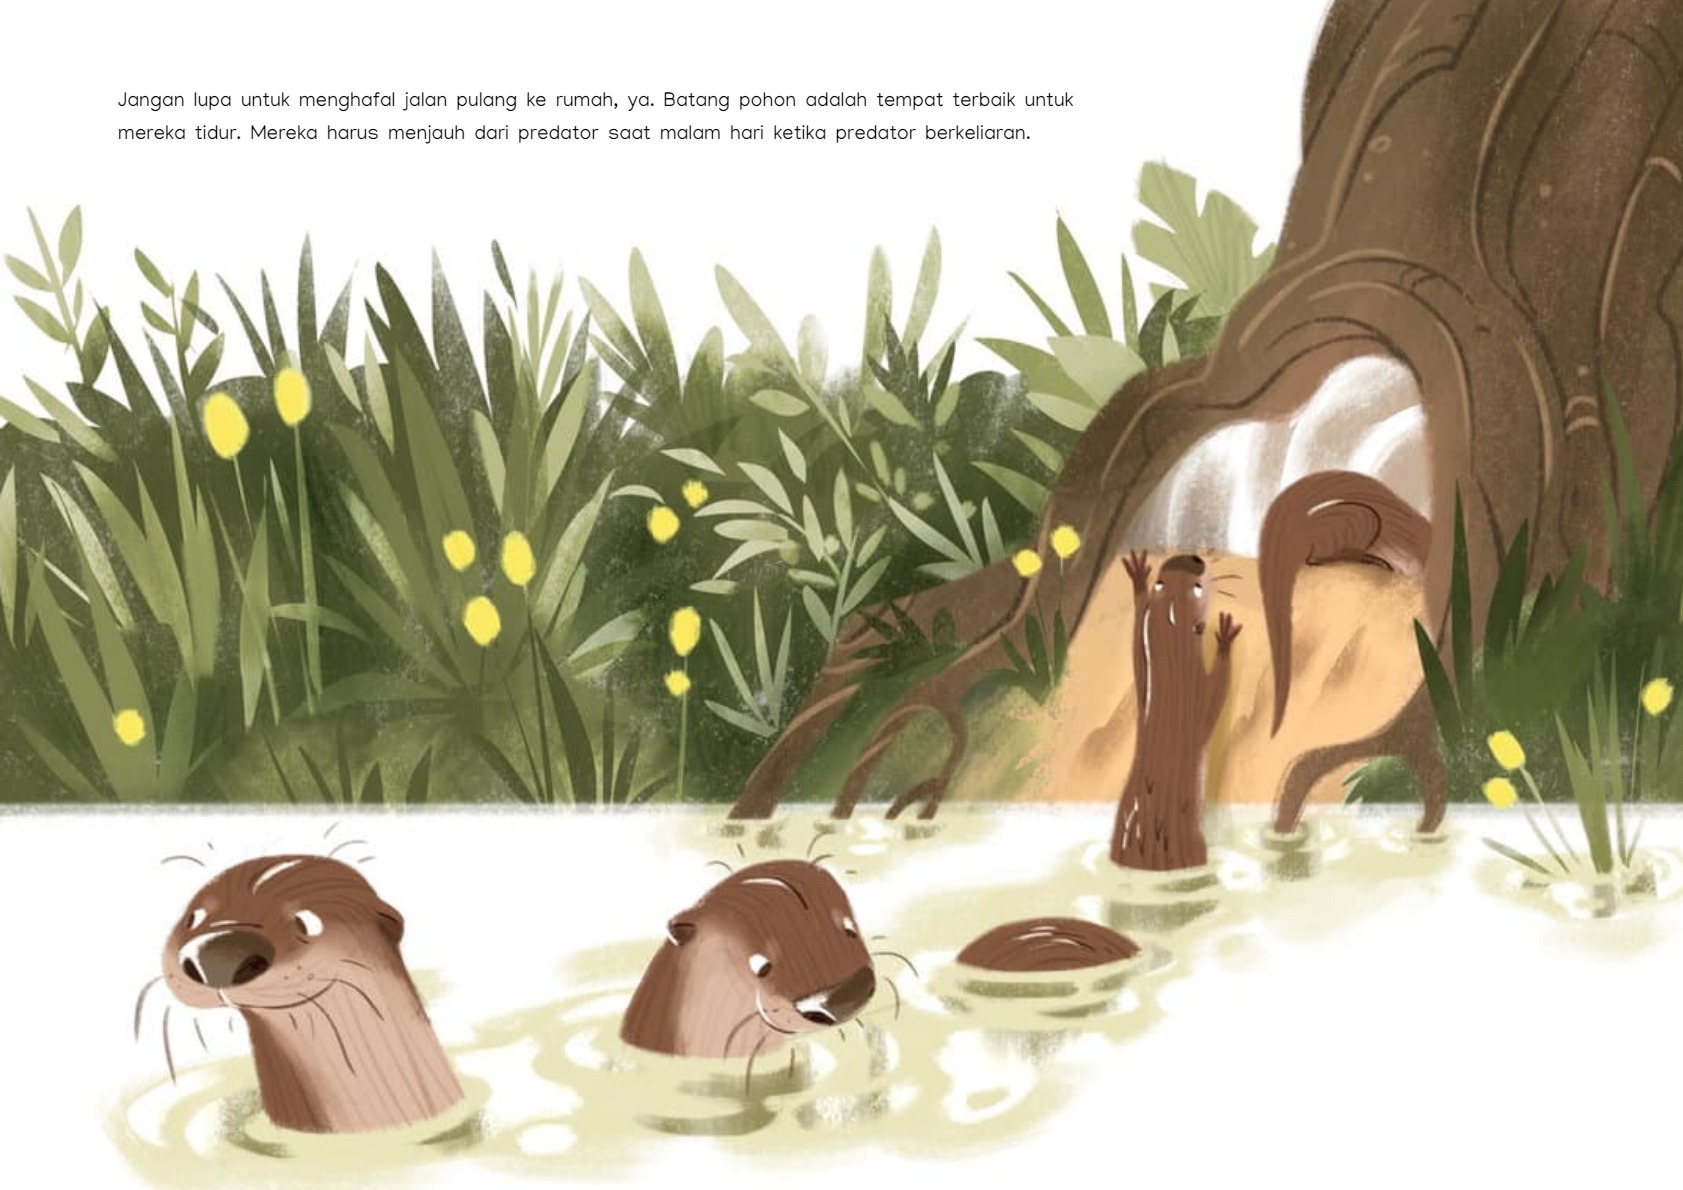 Jangan lupa untuk menghafal jalan pulang ke rumah, ya. Batang pohon adalah tempat terbaik untuk
mereka tidur. Mereka harus menjauh dari predator saat malam hari ketika predator berkeliaran.